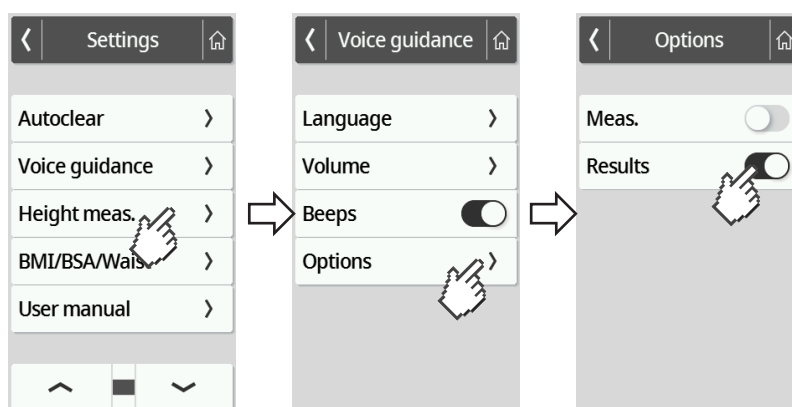 Settings
Autoclear
Voice guidance
Height meas.
BMI/BSA/Wais
User manual
Voice guidance
Language
Volume
Beeps
Options
Options
Meas.
Results